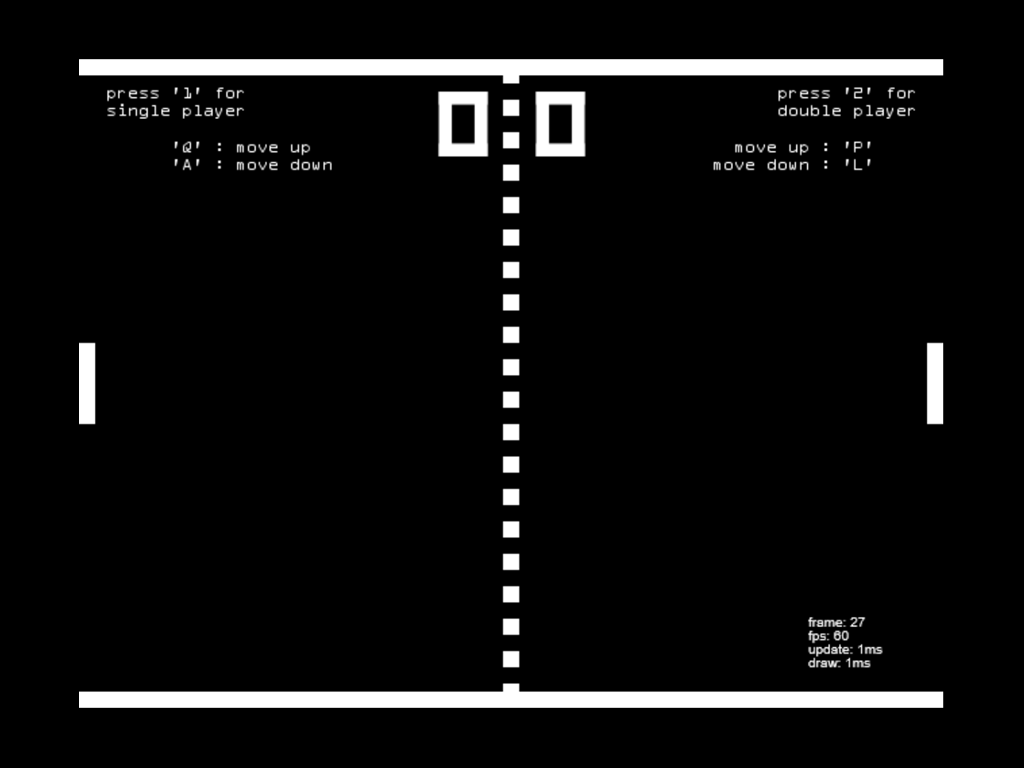 press '1' for
single player
'Q' : move up
'A' : move down
0 0
press '2' for
double player
move up : 'P'
move down : 'L'
frame: 27
fps: 60
update: 1ms
draw: 1ms